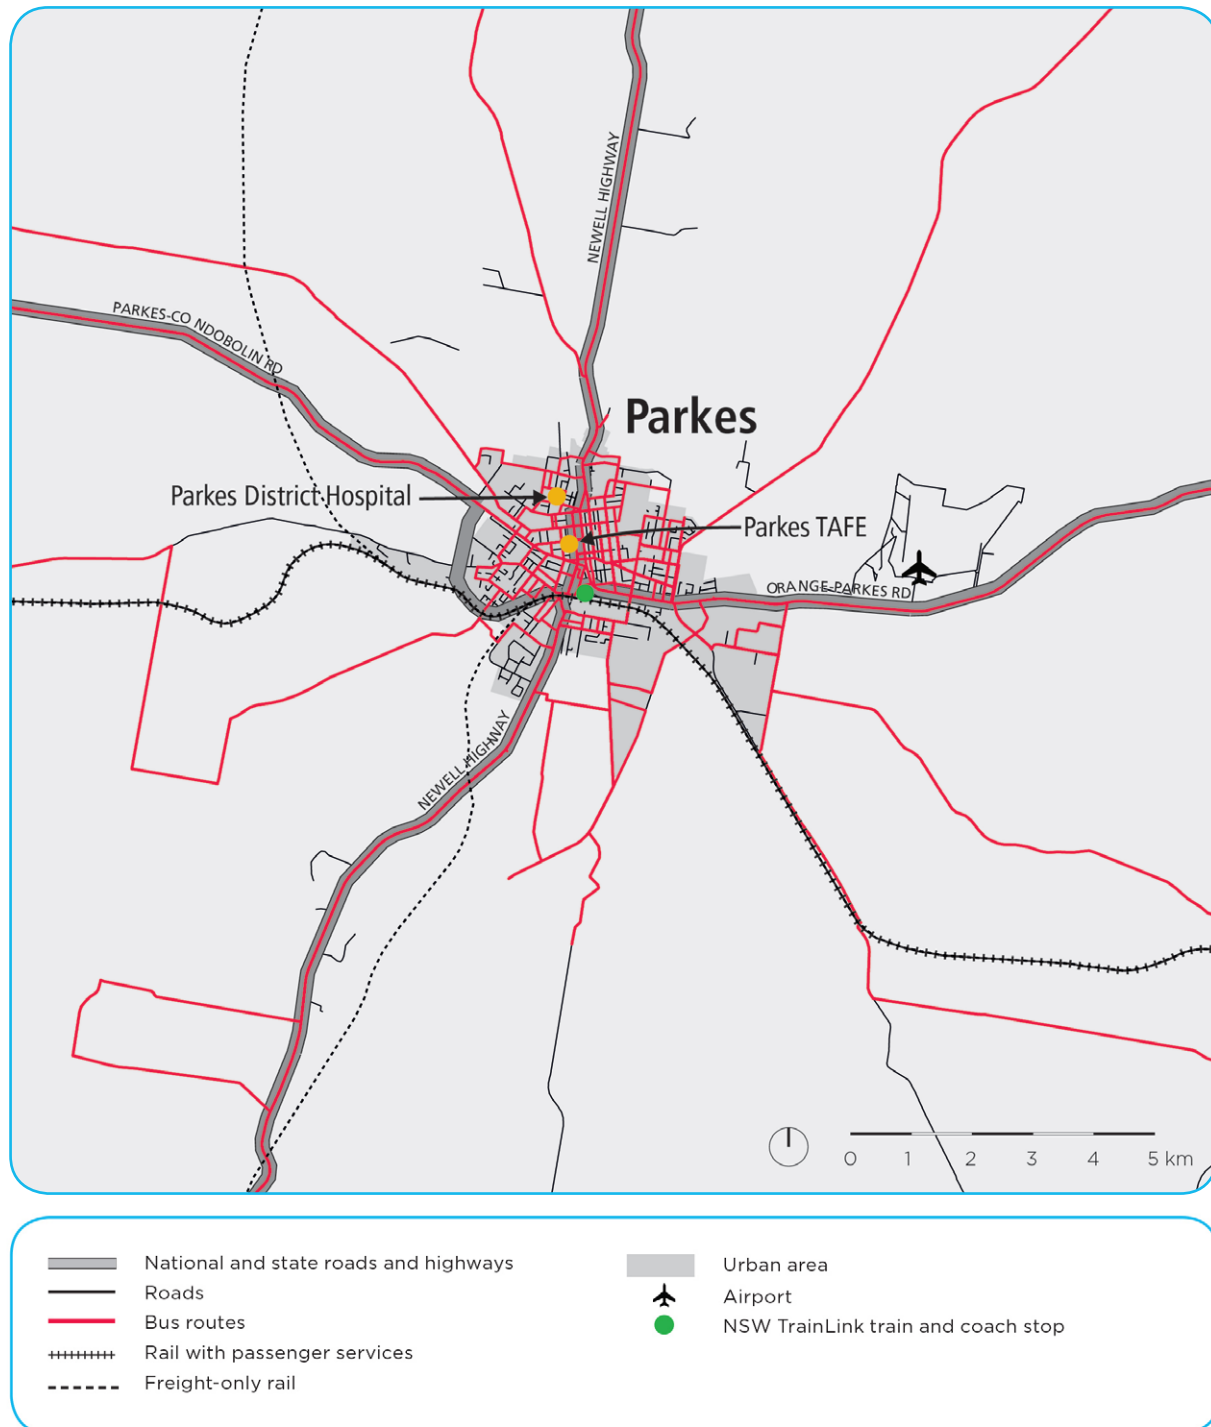 NEWELL HIGHWAY
PARKES-CO NDOBOLIN RD
Parkes
Parkes District Hospital
Parkes TAFE
ORANGE-PARKES RD
NEWELL HIGHWAY
0 1 2 3 4 5 km
National and state roads and highways
Roads
Bus routes
Rail with passenger services
Freight-only rail
Urban area
Airport
NSW TrainLink train and coach stop